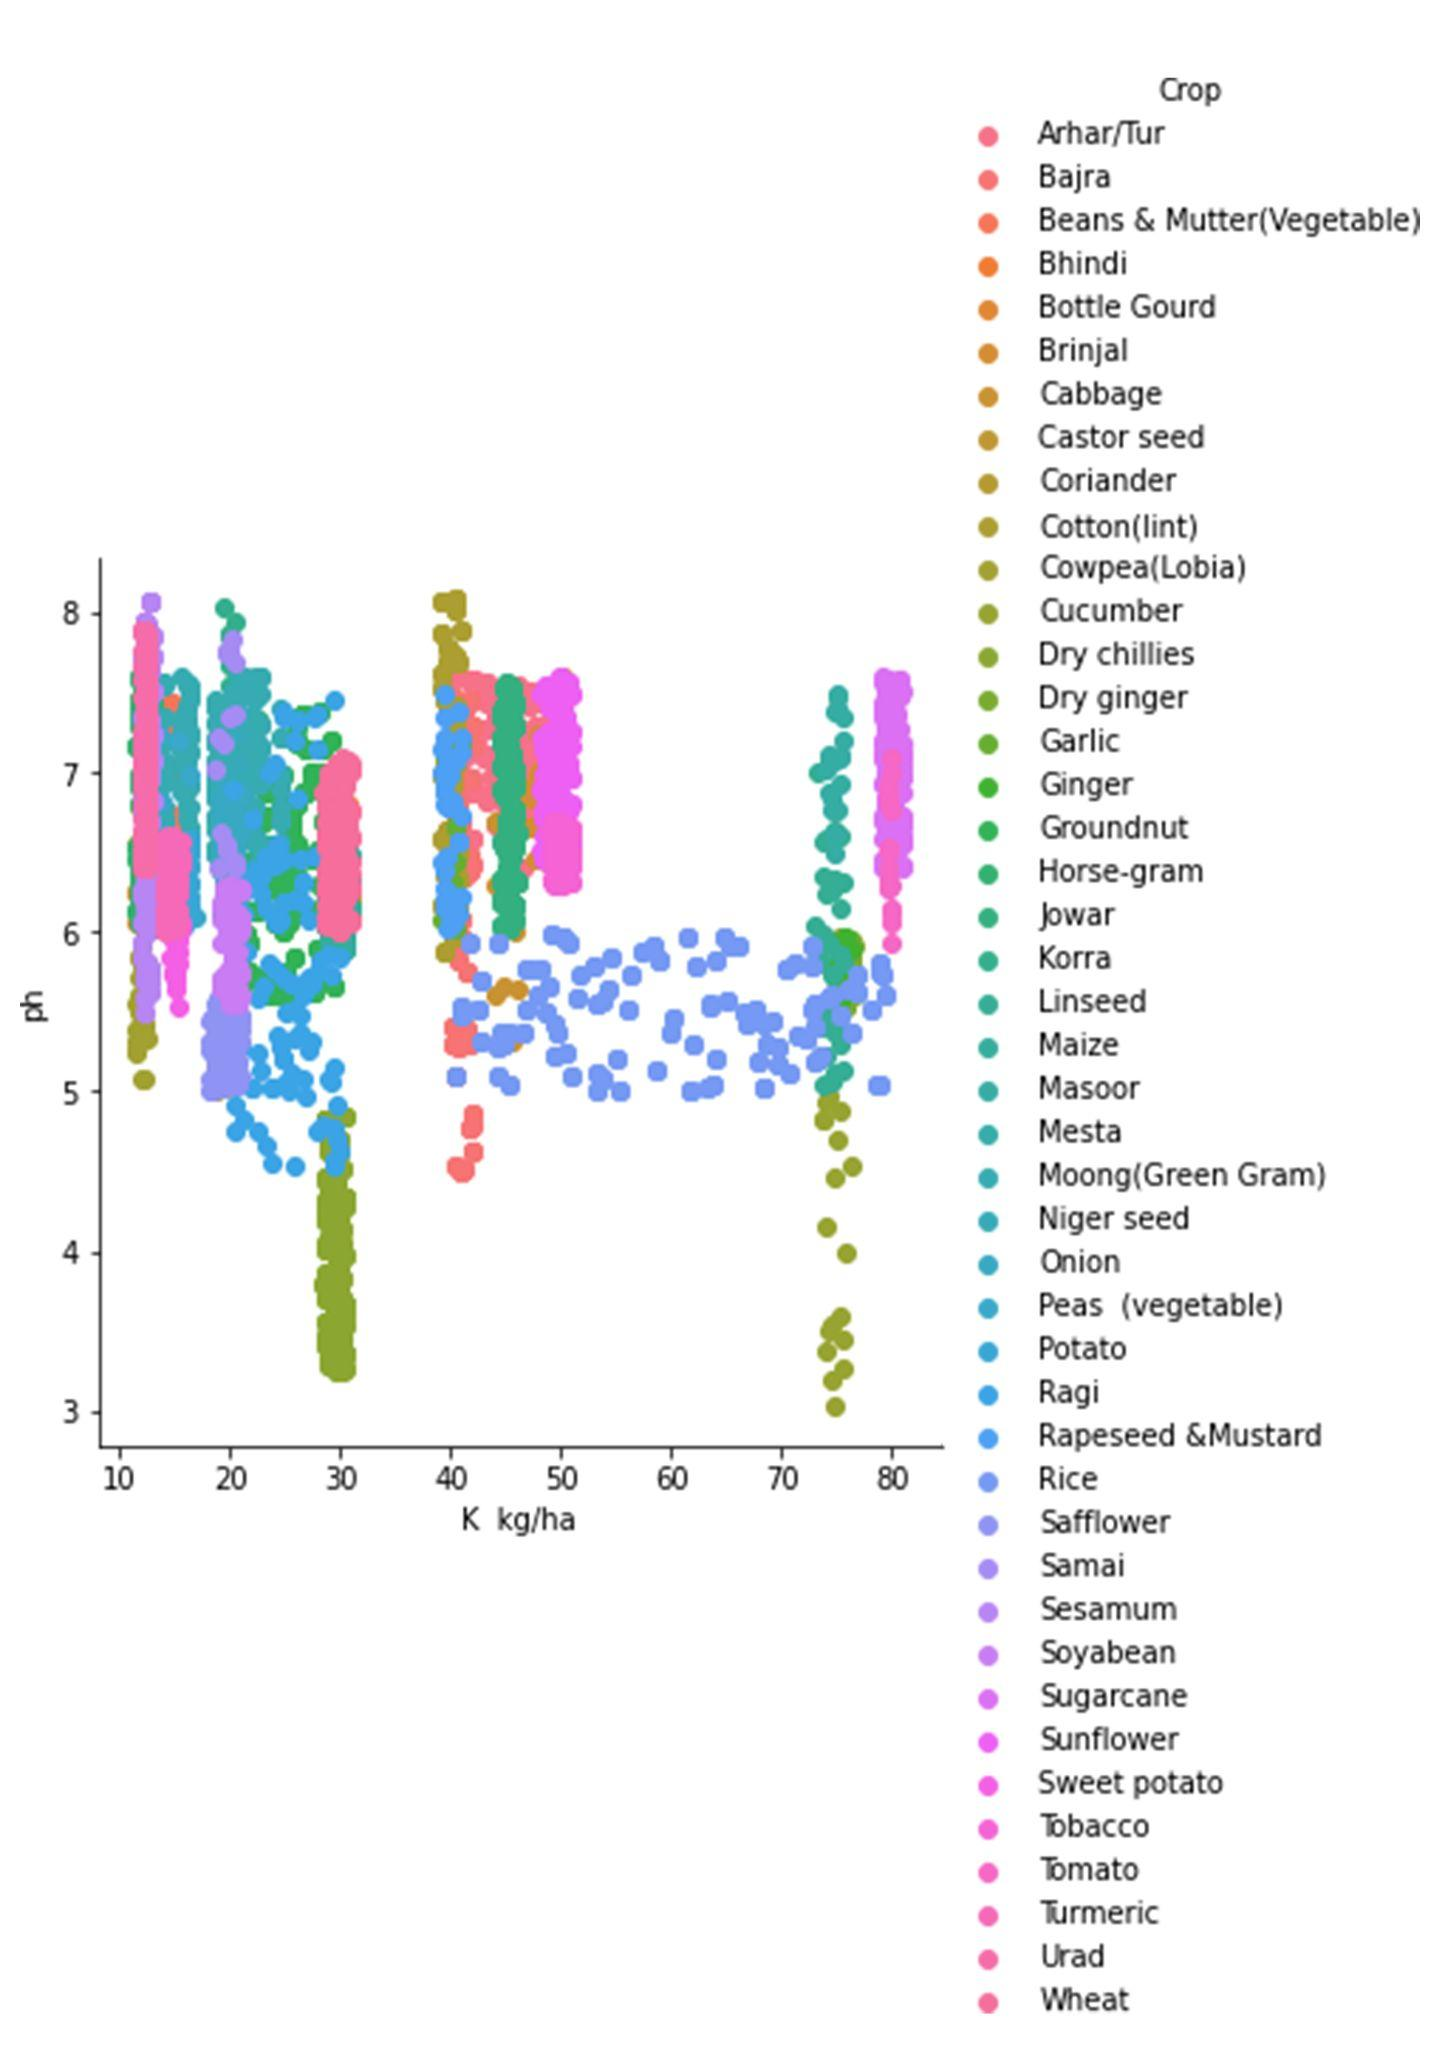 Crop
Arhar/Tur
Bajra
Beans & Mutter(Vegetable)
Bhindi
Bottle Gourd
Brinjal
Cabbage
Castor seed
Coriander
Cotton(lint)
Cowpea(Lobia)
Cucumber
Dry chillies
Dry ginger
Garlic
Ginger
Groundnut
Horse-gram
Jowar
Korra
Linseed
Maize
Masoor
Mesta
Moong(Green Gram)
Niger seed
Onion
Peas  (vegetable)
Potato
Ragi
Rapeseed &Mustard
Rice
Safflower
Samai
Sesamum
Soyabean
Sugarcane
Sunflower
Sweet potato
Tobacco
Tomato
Turmeric
Urad
Wheat
8
7
6
5
4
3
ph
10 20 30 40 50 60 70 80
K  kg/ha